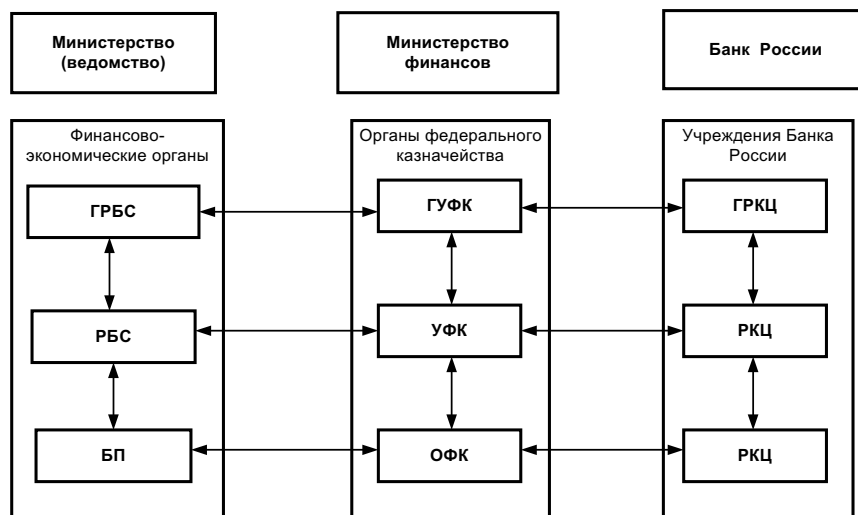 Министерство
(ведомство)
Министерство
финансов
Банк России
Финансово-
экономические органы
Органы федерального
казначейства
Учреждения Банка
России
ГРБС
ГУФК
ГРКЦ
РБС
УФК
РКЦ
БП
ОФК
РКЦ